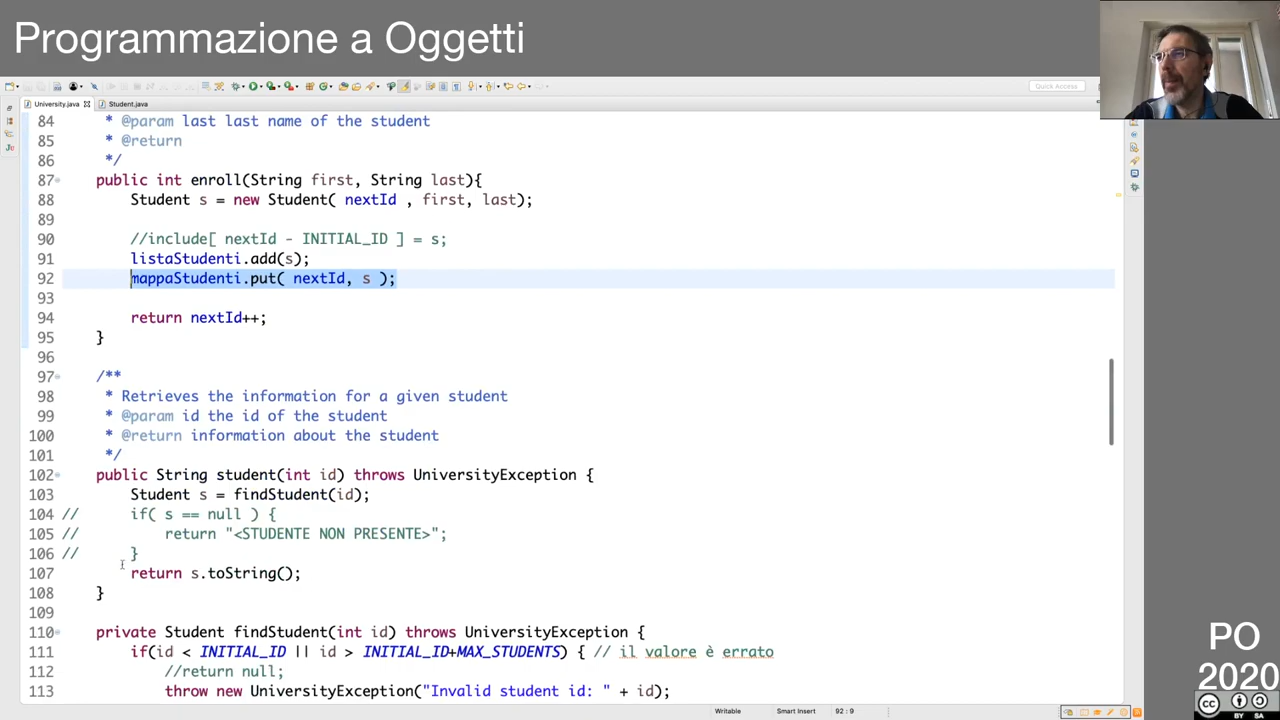 Programmazione a Oggetti
Quick Access
University.java
Student.java
84 * @param last last name of the student
85 * @return
86 */
87 public int enroll(String first, String last){
88 Student s = new Student( nextId , first, last);
89
90 //include[ nextId - INITIAL_ID ] = s;
91 listaStudenti.add(s);
92 mappaStudenti.put( nextId, s );
93
94 return nextId++;
95 }
96
97 /**
98 * Retrieves the information for a given student
99 * @param id the id of the student
100 * @return information about the student
101 */
102 public String student(int id) throws UniversityException {
103 Student s = findStudent(id);
104 // if( s == null ) {
105 // return "<STUDENTE NON PRESENTE>";
106 // }
107 return s.toString();
108 }
109
110 private Student findStudent(int id) throws UniversityException {
111 if(id < INITIAL_ID || id > INITIAL_ID+MAX_STUDENTS) { // il valore è errato
112 //return null;
113 throw new UniversityException("Invalid student id: " + id);
Writable
Smart Insert
92 : 9
PO
2020
CC
BY SA